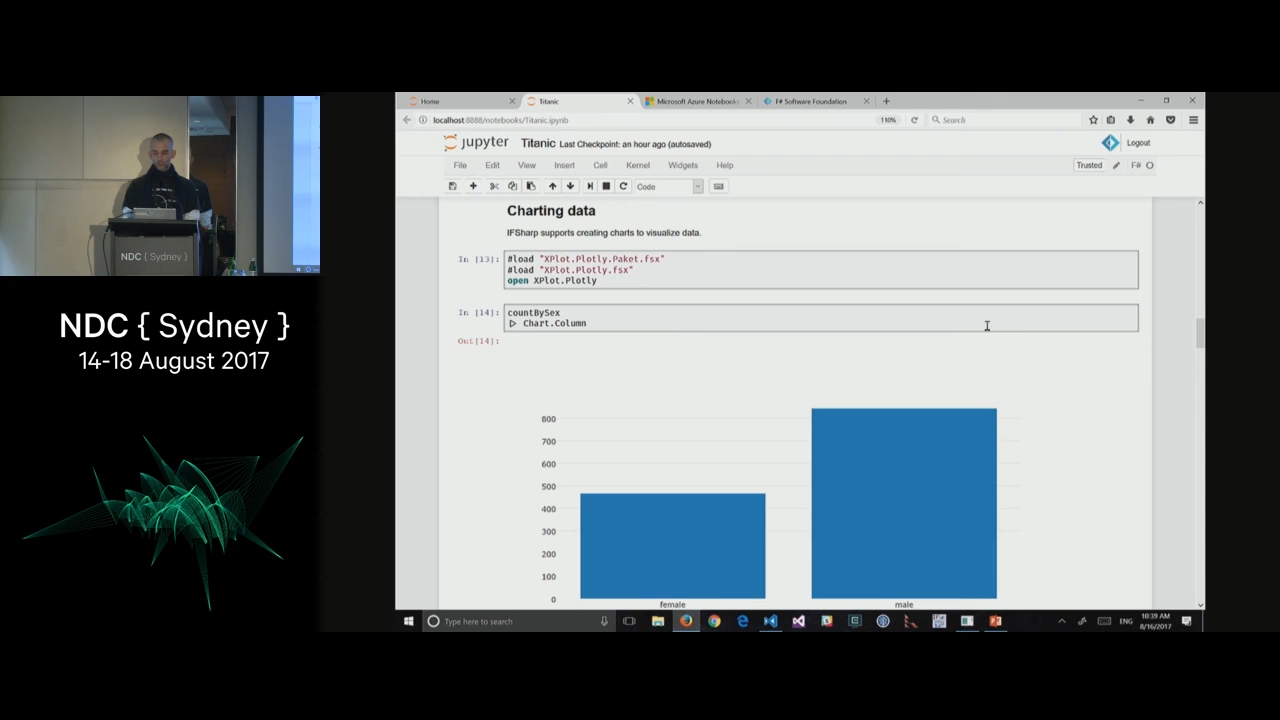 NDC { Sydney }
NDC { Sydney }
14-18 August 2017
Home
Titanic
Microsoft Azure Notebooks
F# Software Foundation
localhost:8888/notebooks/Titanic.ipynb
110%
Search
jupyter Titanic Last Checkpoint: an hour ago (autosaved)
Logout
File Edit View Insert Cell Kernel Widgets Help
Trusted
F#
Code
Charting data
IFSharp supports creating charts to visualize data.
In [13]: #load "XPlot.Plotly.Paket.fsx"
#load "XPlot.Plotly.fsx"
open XPlot.Plotly
In [14]: countBySex
▷ Chart.Column
Out[14]:
800
700
600
500
400
300
200
100
0
female male
Type here to search
ENG
10:39 AM
8/16/2017